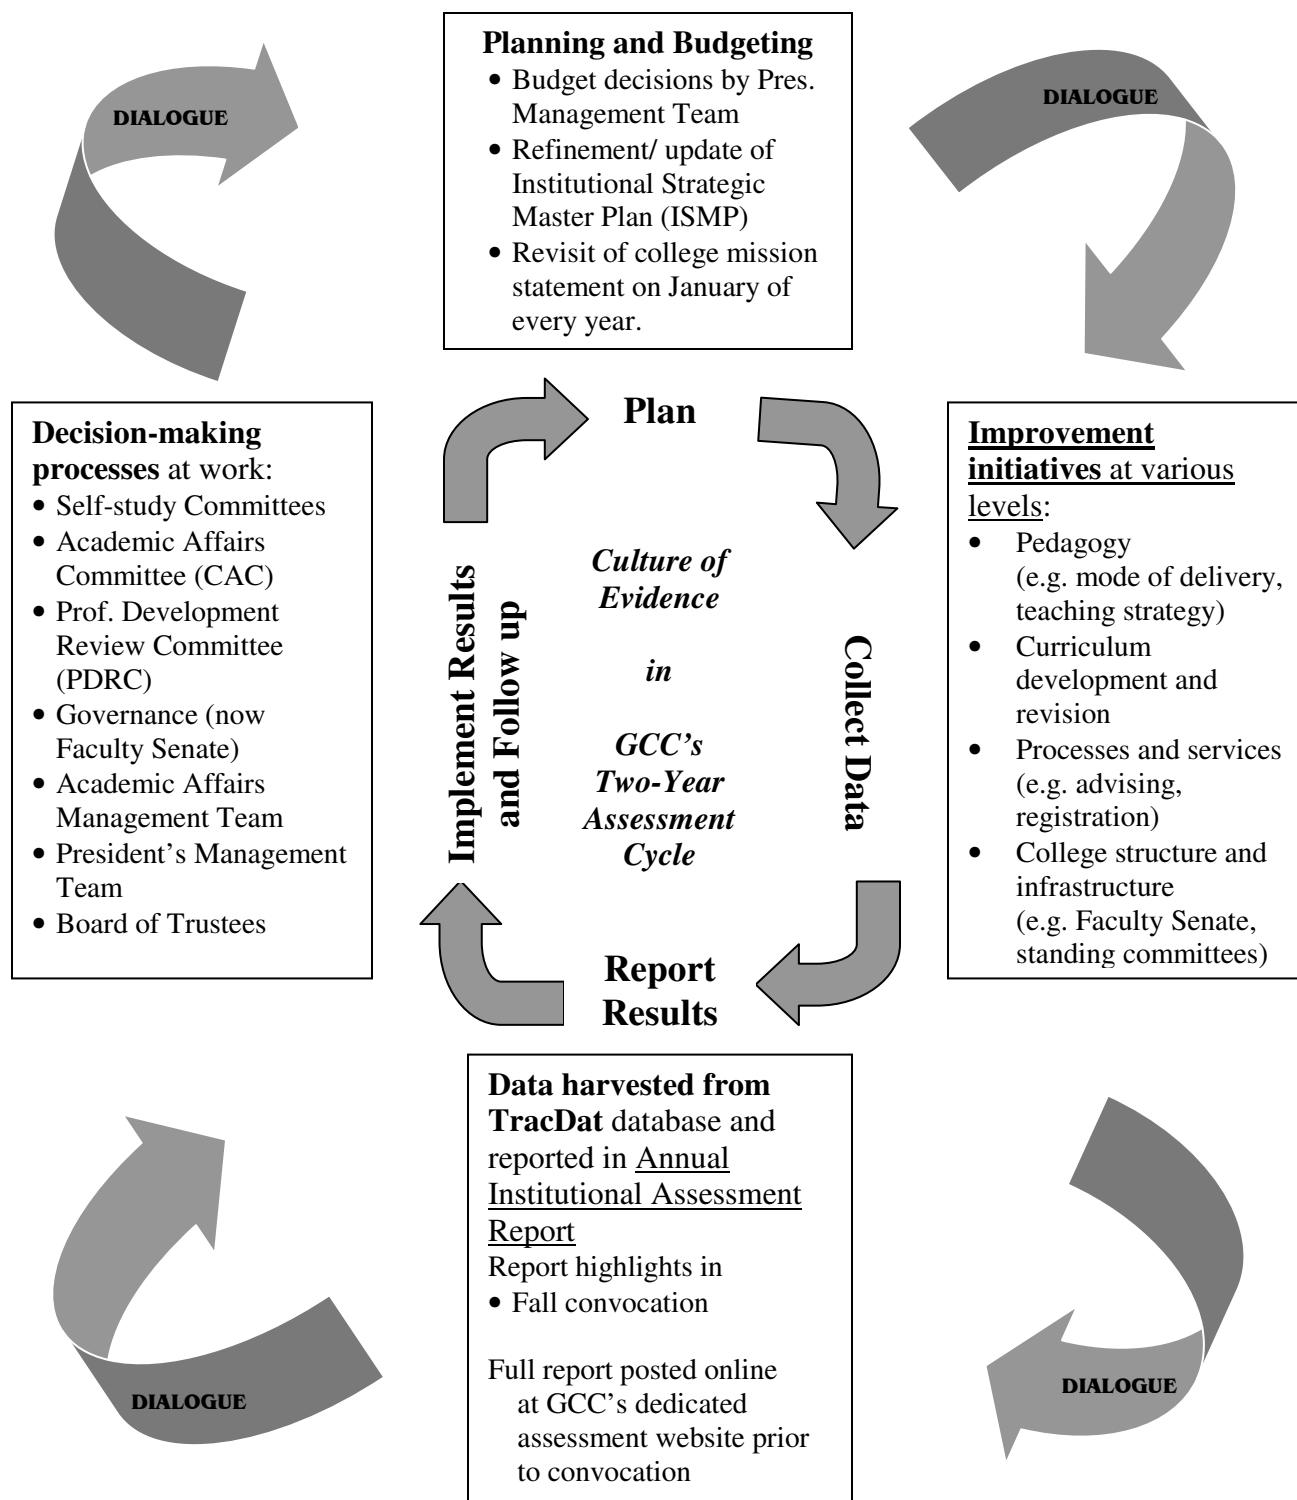 Planning and Budgeting
• Budget decisions by Pres.
Management Team
• Refinement/ update of
Institutional Strategic
Master Plan (ISMP)
• Revisit of college mission
statement on January of
every year.
DIALOGUE
DIALOGUE
Decision-making
processes at work:
• Self-study Committees
• Academic Affairs
Committee (CAC)
• Prof. Development
Review Committee
(PDRC)
• Governance (now
Faculty Senate)
• Academic Affairs
Management Team
• President’s Management
Team
• Board of Trustees
Plan
Implement Results
and Follow up
Culture of
Evidence
in
GCC’s
Two-Year
Assessment
Cycle
Collect Data
Report
Results
Improvement
initiatives at various
levels:
• Pedagogy
(e.g. mode of delivery,
teaching strategy)
• Curriculum
development and
revision
• Processes and services
(e.g. advising,
registration)
• College structure and
infrastructure
(e.g. Faculty Senate,
standing committees)
Data harvested from
TracDat database and
reported in Annual
Institutional Assessment
Report
Report highlights in
• Fall convocation
Full report posted online
at GCC’s dedicated
assessment website prior
to convocation
DIALOGUE
DIALOGUE